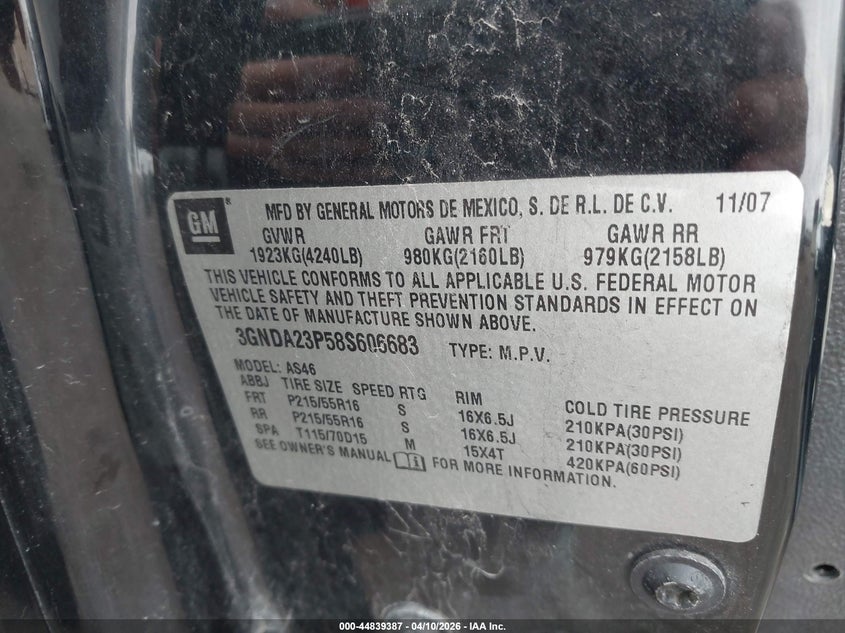 GM ®
MFD BY GENERAL MOTORS DE MEXICO, S. DE R.L. DE C.V. 11/07
GVWR GAWR FRT GAWR RR
1923KG(4240LB) 980KG(2160LB) 979KG(2158LB)
THIS VEHICLE CONFORMS TO ALL APPLICABLE U.S. FEDERAL MOTOR
VEHICLE SAFETY AND THEFT PREVENTION STANDARDS IN EFFECT ON
THE DATE OF MANUFACTURE SHOWN ABOVE.
3GNDA23P58S606683 TYPE: M.P.V.
MODEL: AS46
ABBJ TIRE SIZE SPEED RTG RIM COLD TIRE PRESSURE
FRT P215/55R16 S 16X6.5J 210KPA(30PSI)
RR P215/55R16 S 16X6.5J 210KPA(30PSI)
SPA T115/70D15 M 15X4T 420KPA(60PSI)
SEE OWNER'S MANUAL FOR MORE INFORMATION.
000-44839387 - 04/10/2026 - IAA Inc.